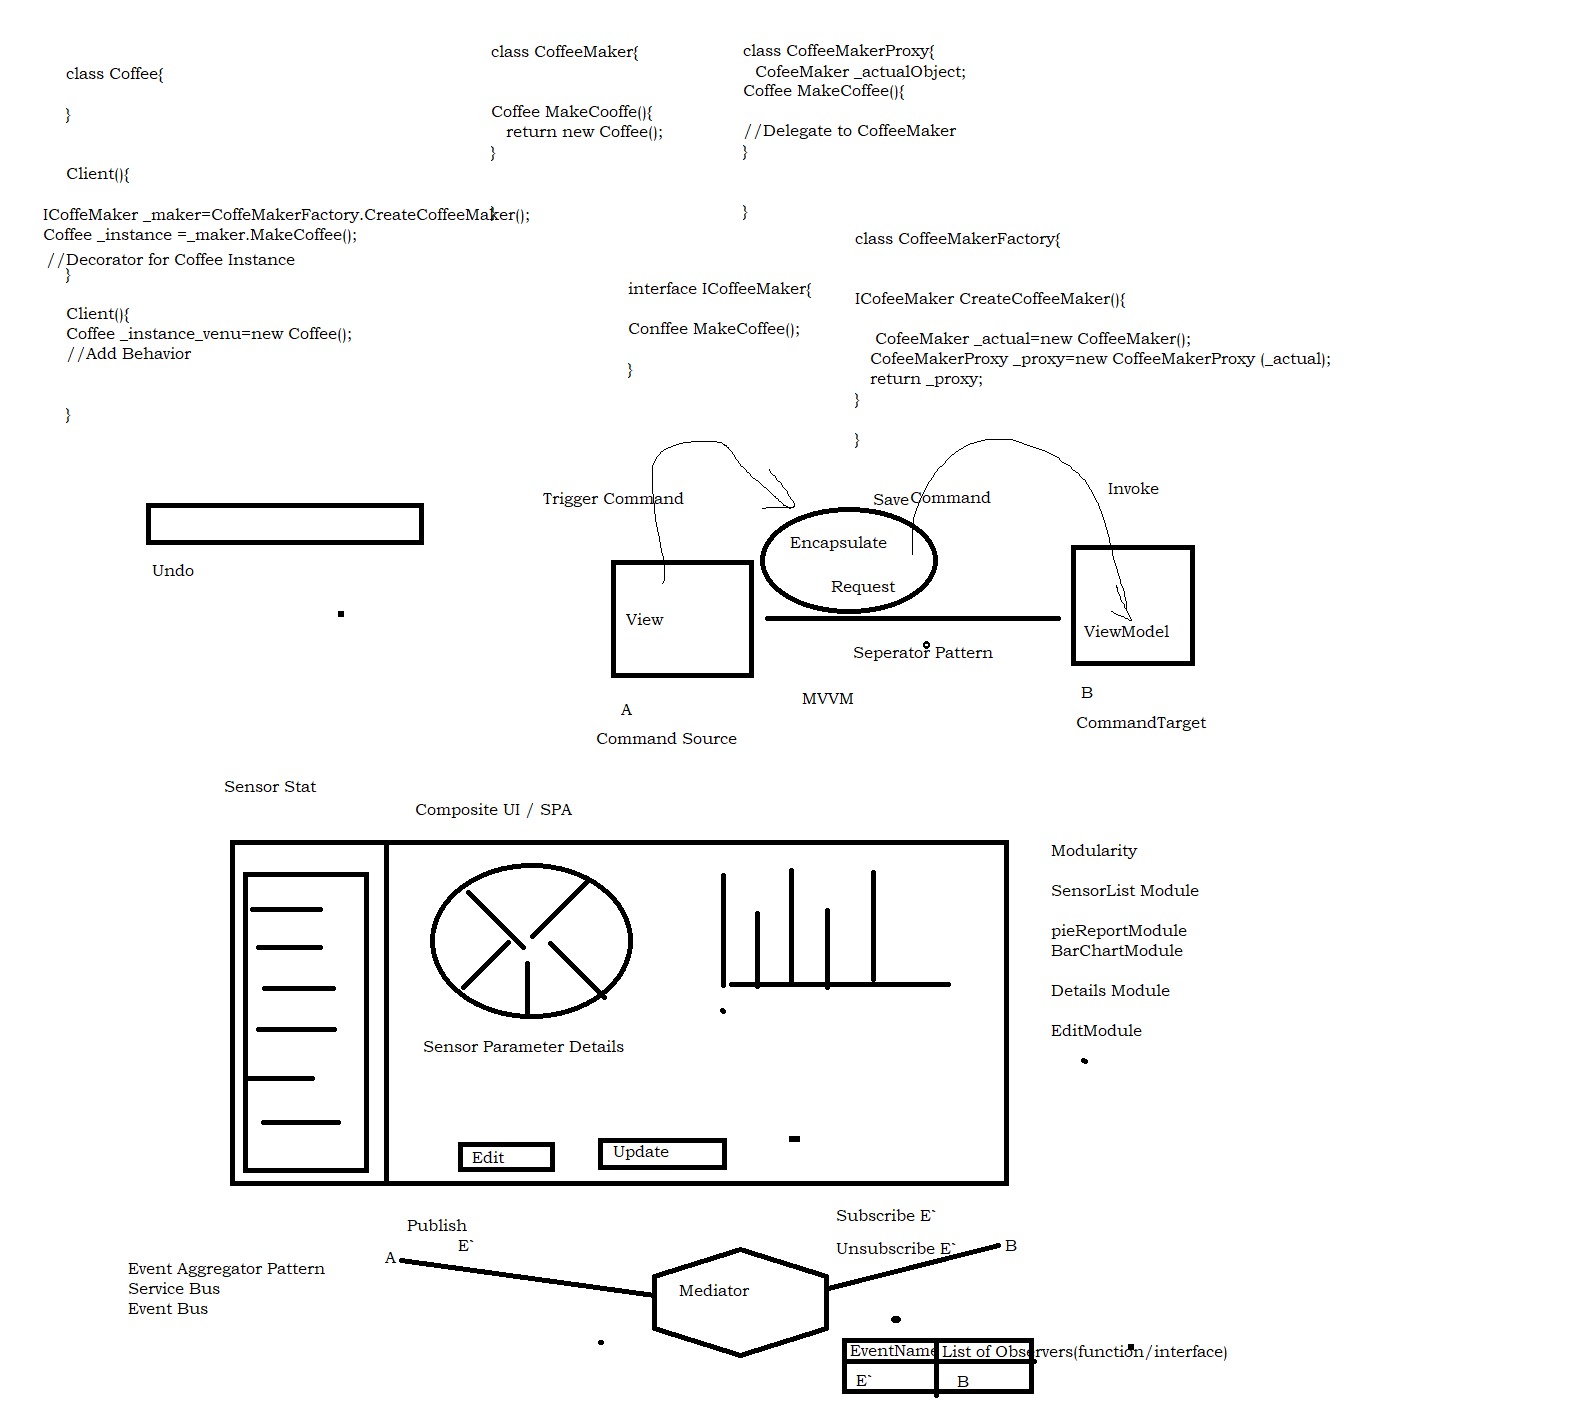 class Coffee{
}
Client(){
ICoffeMaker _maker=CoffeMakerFactory.CreateCoffeeMaker();
Coffee _instance =_maker.MakeCoffee();
//Decorator for Coffee Instance
}
Client(){
Coffee _instance_venu=new Coffee();
//Add Behavior
}
class CoffeeMaker{
Coffee MakeCooffe(){
return new Coffee();
}
}
class CoffeeMakerProxy{
CofeeMaker _actualObject;
Coffee MakeCoffee(){
//Delegate to CoffeeMaker
}
}
interface ICoffeeMaker{
Conffee MakeCoffee();
}
class CoffeeMakerFactory{
ICofeeMaker CreateCoffeeMaker(){
CofeeMaker _actual=new CoffeeMaker();
CofeeMakerProxy _proxy=new CoffeeMakerProxy (_actual);
return _proxy;
}
}
Undo
Trigger Command
Save Command
Invoke
Encapsulate
Request
View
ViewModel
Seperator Pattern
MVVM
A
Command Source
B
CommandTarget
Sensor Stat
Composite UI / SPA
Sensor Parameter Details
Edit
Update
Modularity
SensorList Module
pieReportModule
BarChartModule
Details Module
EditModule
Event Aggregator Pattern
Service Bus
Event Bus
Publish
E`
A
Mediator
Subscribe E`
Unsubscribe E`
B
EventName List of Observers(function/interface)
E` B